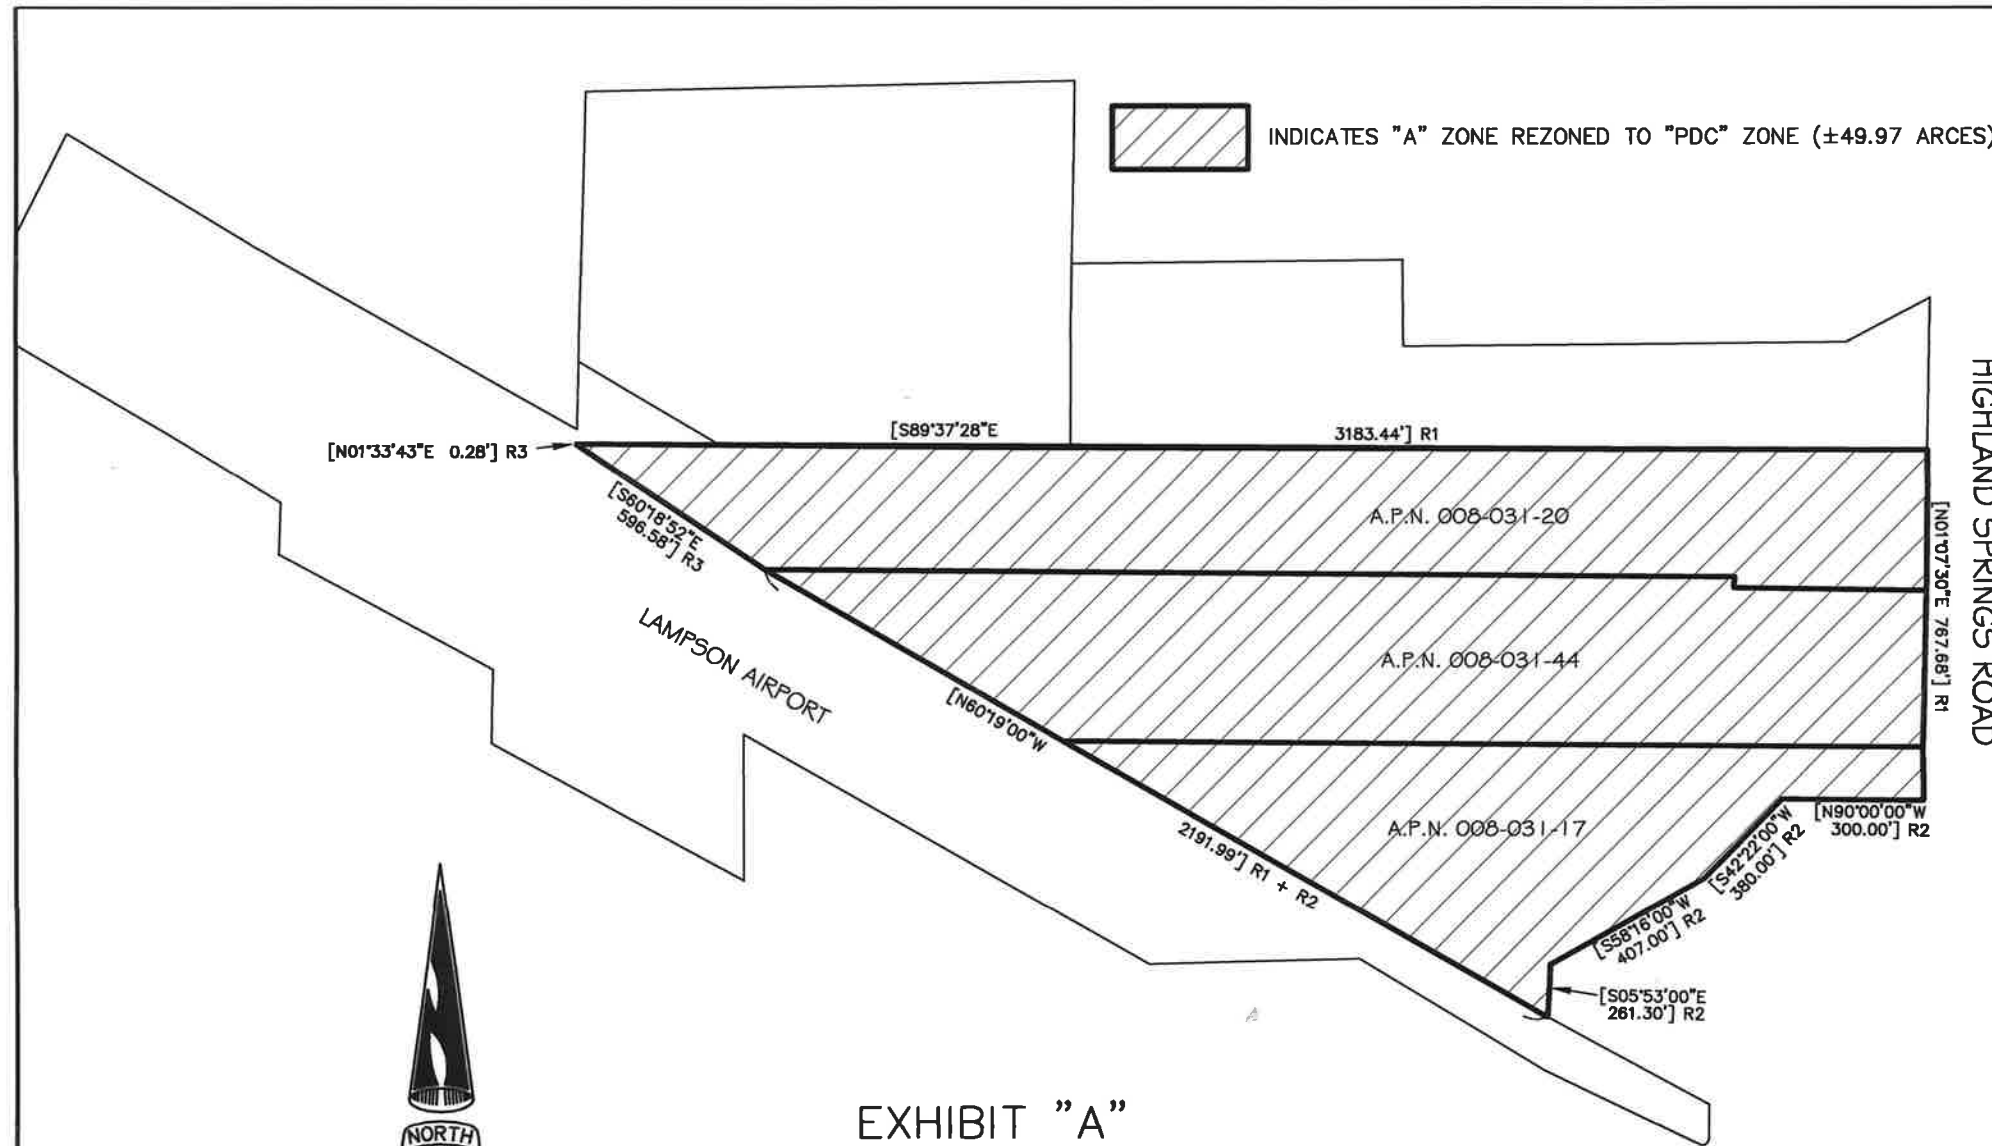 INDICATES "A" ZONE REZONED TO "PDC" ZONE (±49.97 ARCES)
HIGHLAND SPRINGS ROAD
[N01°33'43"E 0.28'] R3
[S89°37'28"E
3183.44'] R1
[S60°18'52"E
596.58'] R3
A.P.N. 008-031-20
[N01°07'30"E 767.68'] R1
LAMPSON AIRPORT
A.P.N. 008-031-44
[N60°19'00"W
2191.99'] R1 + R2
A.P.N. 008-031-17
[N90°00'00"W
300.00'] R2
[S42°22'00"W
380.00'] R2
[S58°16'00"W
407.00'] R2
[S05°53'00"E
261.30'] R2
NORTH
EXHIBIT "A"